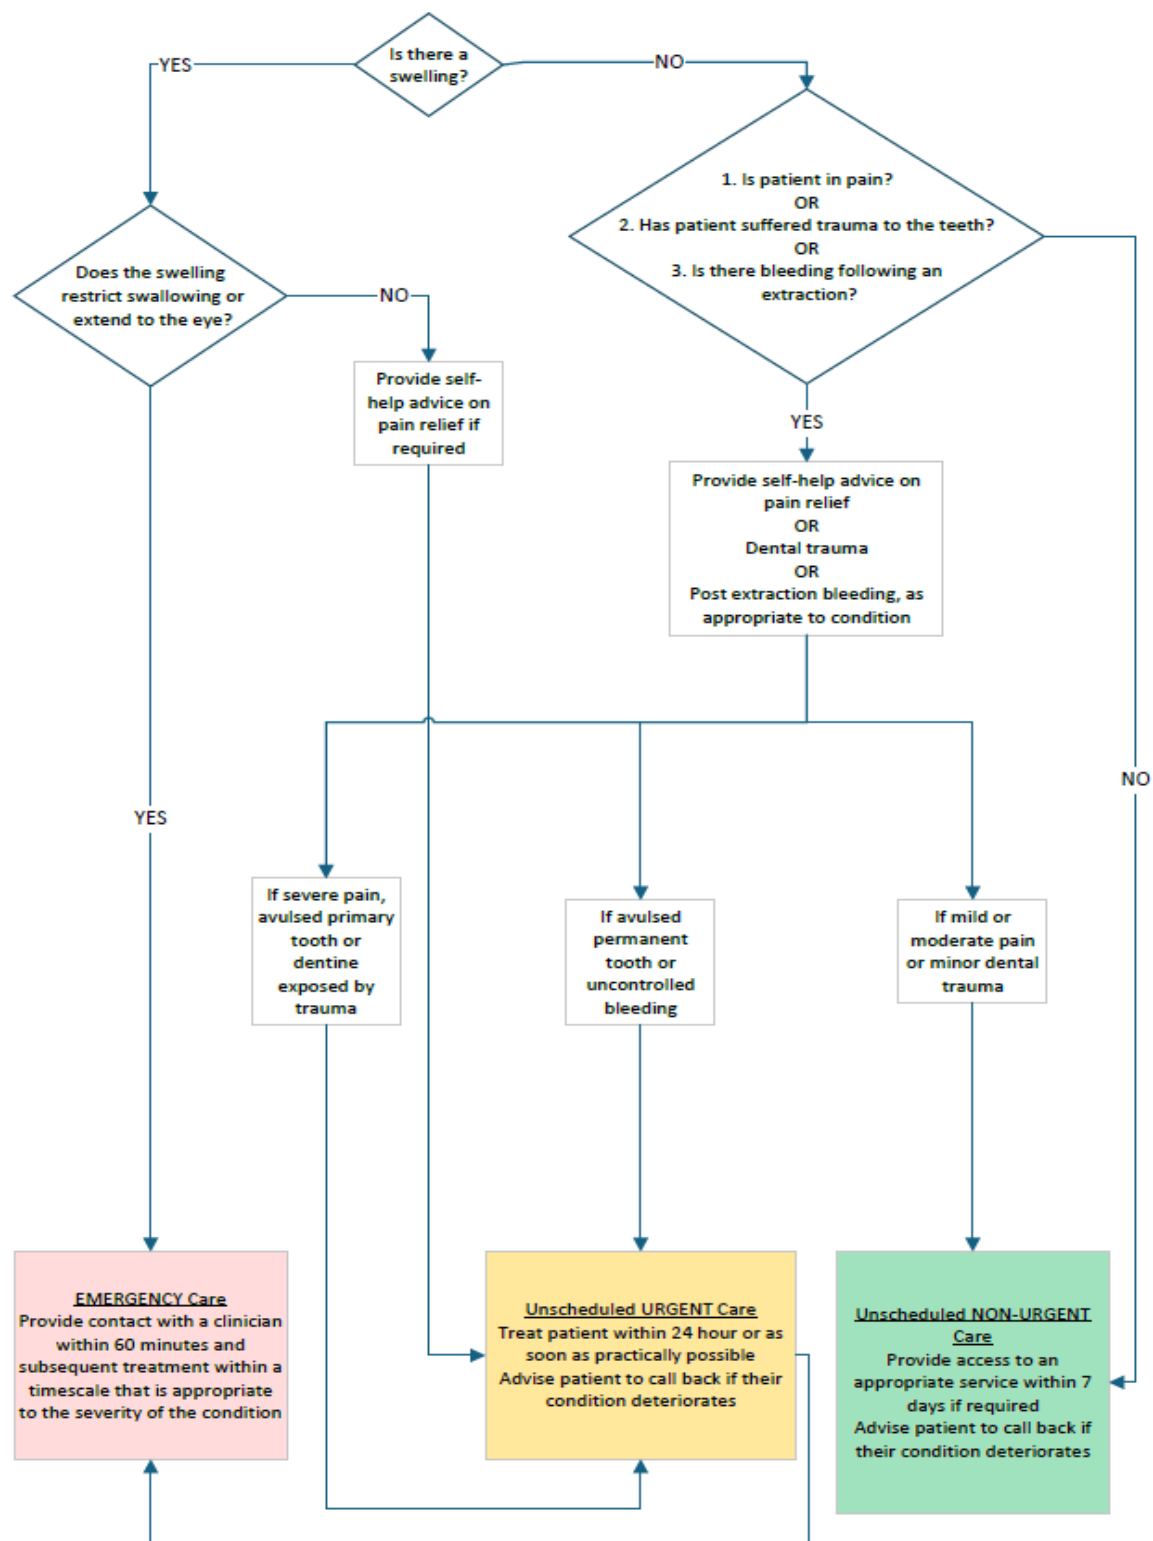 Is there a
swelling?
YES
NO
1. Is patient in pain?
OR
2. Has patient suffered trauma to the teeth?
OR
3. Is there bleeding following an
extraction?
Does the swelling
restrict swallowing or
extend to the eye?
NO
Provide self-
help advice on
pain relief if
required
YES
Provide self-help advice on
pain relief
OR
Dental trauma
OR
Post extraction bleeding, as
appropriate to condition
NO
YES
If severe pain,
avulsed primary
tooth or
dentine
exposed by
trauma
If avulsed
permanent
tooth or
uncontrolled
bleeding
If mild or
moderate pain
or minor dental
trauma
EMERGENCY Care
Provide contact with a clinician
within 60 minutes and
subsequent treatment within a
timescale that is appropriate
to the severity of the condition
Unscheduled URGENT Care
Treat patient within 24 hour or as
soon as practically possible
Advise patient to call back if their
condition deteriorates
Unscheduled NON-URGENT
Care
Provide access to an
appropriate service within 7
days if required
Advise patient to call back if
their condition deteriorates